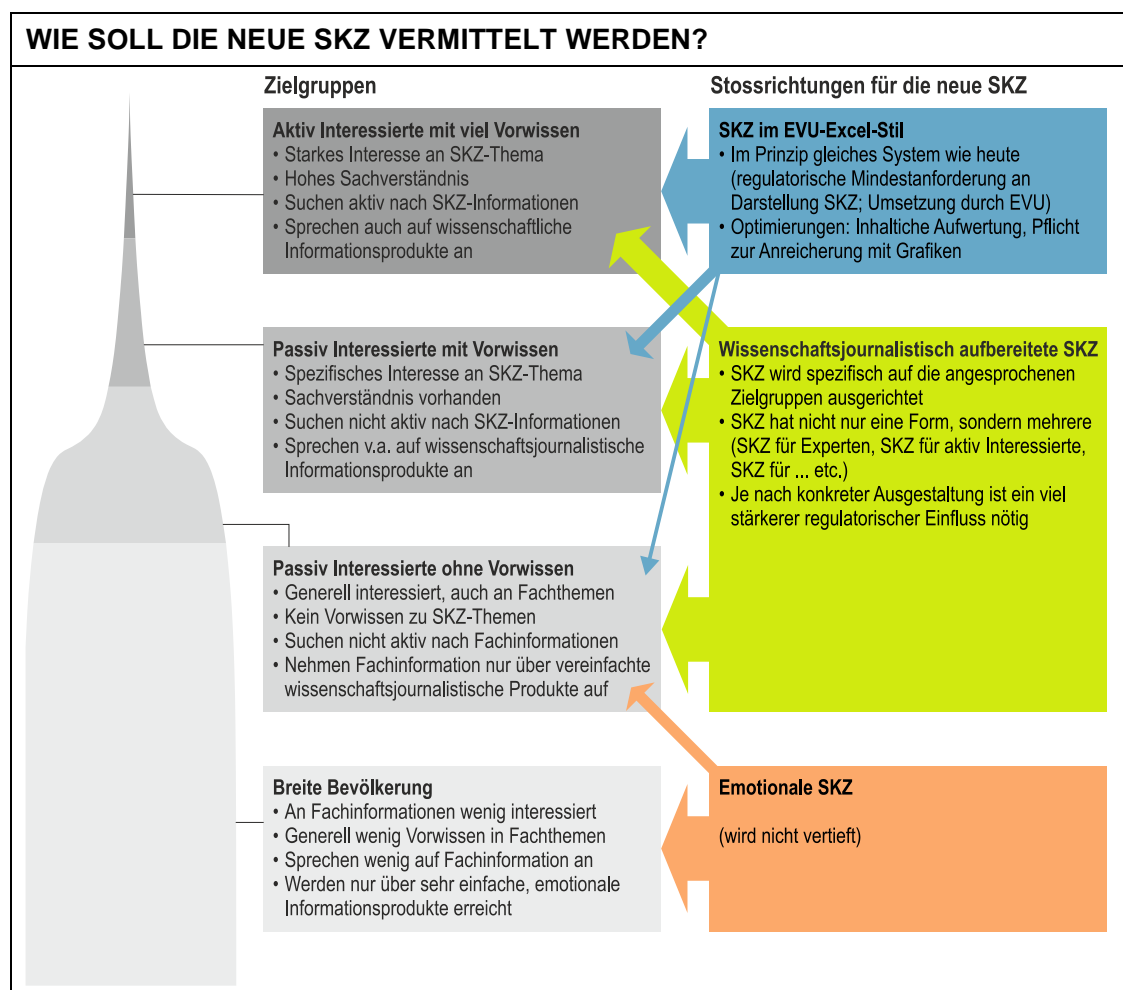 WIE SOLL DIE NEUE SKZ VERMITTELT WERDEN?
Zielgruppen
Aktiv Interessierte mit viel Vorwissen
• Starkes Interesse an SKZ-Thema
• Hohes Sachverständnis
• Suchen aktiv nach SKZ-Informationen
• Sprechen auch auf wissenschaftliche
Informationsprodukte an
Passiv Interessierte mit Vorwissen
• Spezifisches Interesse an SKZ-Thema
• Sachverständnis vorhanden
• Suchen nicht aktiv nach SKZ-Informationen
• Sprechen v.a. auf wissenschaftsjournalistische
Informationsprodukte an
Passiv Interessierte ohne Vorwissen
• Generell interessiert, auch an Fachthemen
• Kein Vorwissen zu SKZ-Themen
• Suchen nicht aktiv nach Fachinformationen
• Nehmen Fachinformation nur über vereinfachte
wissenschaftsjournalistische Produkte auf
Breite Bevölkerung
• An Fachinformationen wenig interessiert
• Generell wenig Vorwissen in Fachthemen
• Sprechen wenig auf Fachinformation an
• Werden nur über sehr einfache, emotionale
Informationsprodukte erreicht
Stossrichtungen für die neue SKZ
SKZ im EVU-Excel-Stil
• Im Prinzip gleiches System wie heute
(regulatorische Mindestanforderung an
Darstellung SKZ; Umsetzung durch EVU)
• Optimierungen: Inhaltiche Aufwertung, Pflicht
zur Anreicherung mit Grafiken
Wissenschaftsjournalistisch aufbereitete SKZ
• SKZ wird spezifisch auf die angesprochenen
Zielgruppen ausgerichtet
• SKZ hat nicht nur eine Form, sondern mehrere
(SKZ für Experten, SKZ für aktiv Interessierte,
SKZ für ... etc.)
• Je nach konkreter Ausgestaltung ist ein viel
stärkerer regulatorischer Einfluss nötig
Emotionale SKZ
(wird nicht vertieft)